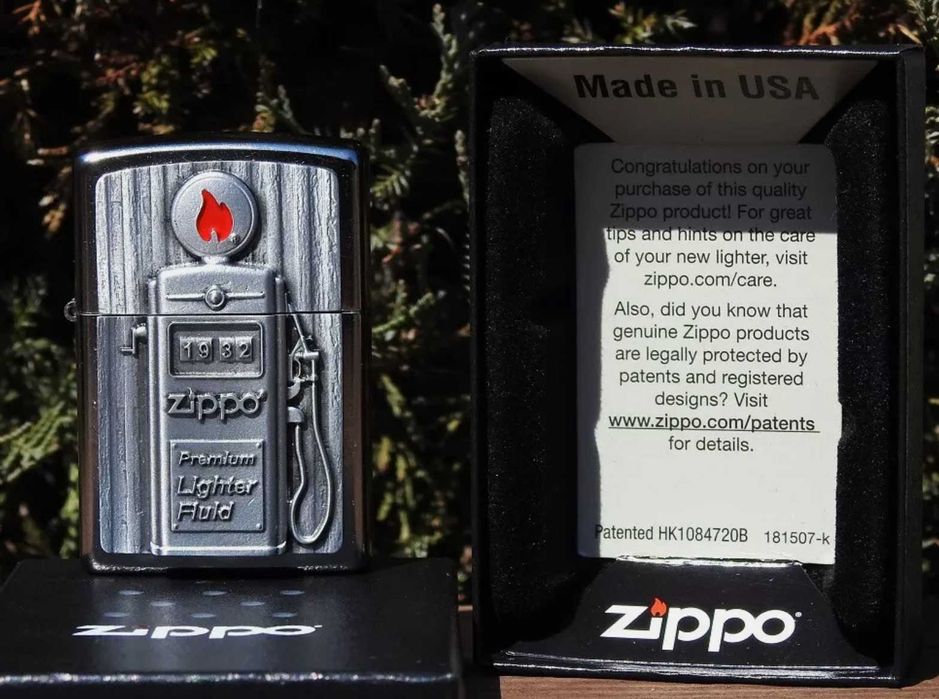 1932
zippo
Premium
Lighter
Fluid
zippo
Made in USA
Congratulations on your
purchase of this quality
Zippo product! For great
tips and hints on the care
of your new lighter, visit
zippo.com/care.
Also, did you know that
genuine Zippo products
are legally protected by
patents and registered
designs? Visit
www.zippo.com/patents
for details.
Patented HK1084720B 181507-k
zippo